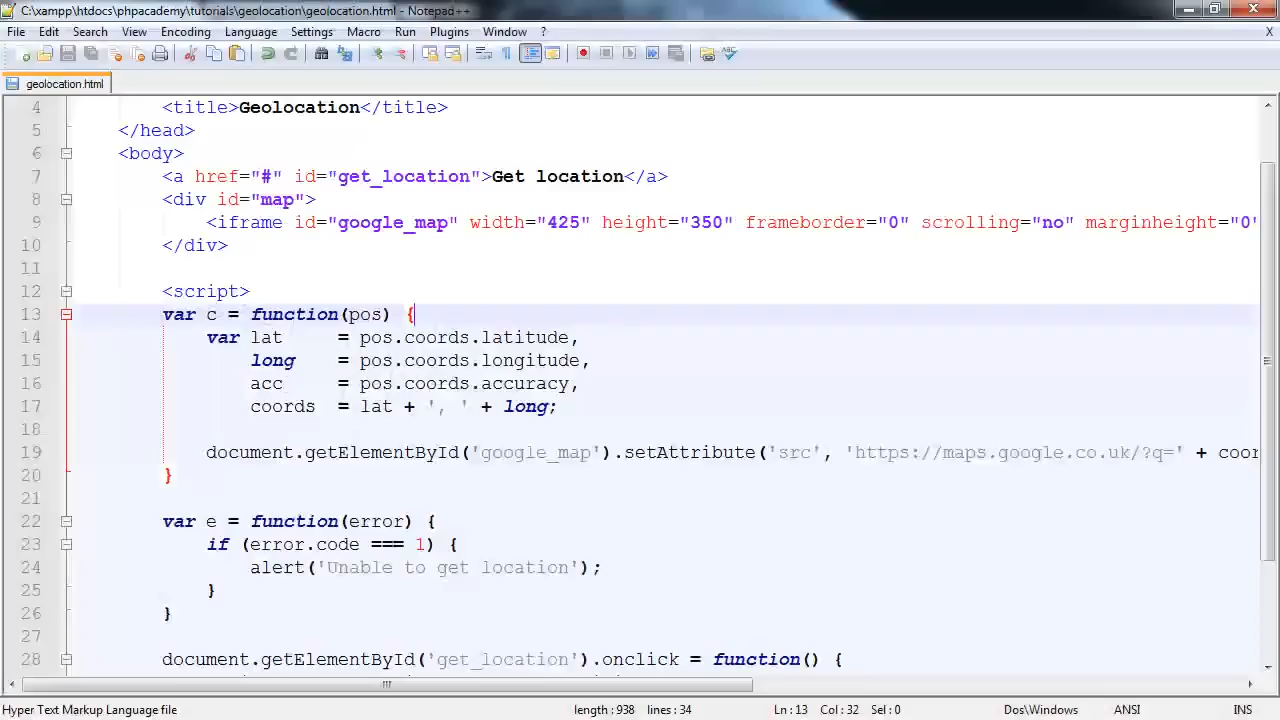 C:\xampp\htdocs\phpacademy\tutorials\geolocation\geolocation.html - Notepad++
File Edit Search View Encoding Language Settings Macro Run Plugins Window ? X
geolocation.html
4 <title>Geolocation</title>
5 </head>
6 <body>
7 <a href="#" id="get_location">Get location</a>
8 <div id="map">
9 <iframe id="google_map" width="425" height="350" frameborder="0" scrolling="no" marginheight="0"
10 </div>
11
12 <script>
13 var c = function(pos) {
14 var lat = pos.coords.latitude,
15 long = pos.coords.longitude,
16 acc = pos.coords.accuracy,
17 coords = lat + ', ' + long;
18
19 document.getElementById('google_map').setAttribute('src', 'https://maps.google.co.uk/?q=' + coor
20 }
21
22 var e = function(error) {
23 if (error.code === 1) {
24 alert('Unable to get location');
25 }
26 }
27
28 document.getElementById('get_location').onclick = function() {
Hyper Text Markup Language file length : 938 lines : 34 Ln : 13 Col : 32 Sel : 0 Dos\Windows ANSI INS